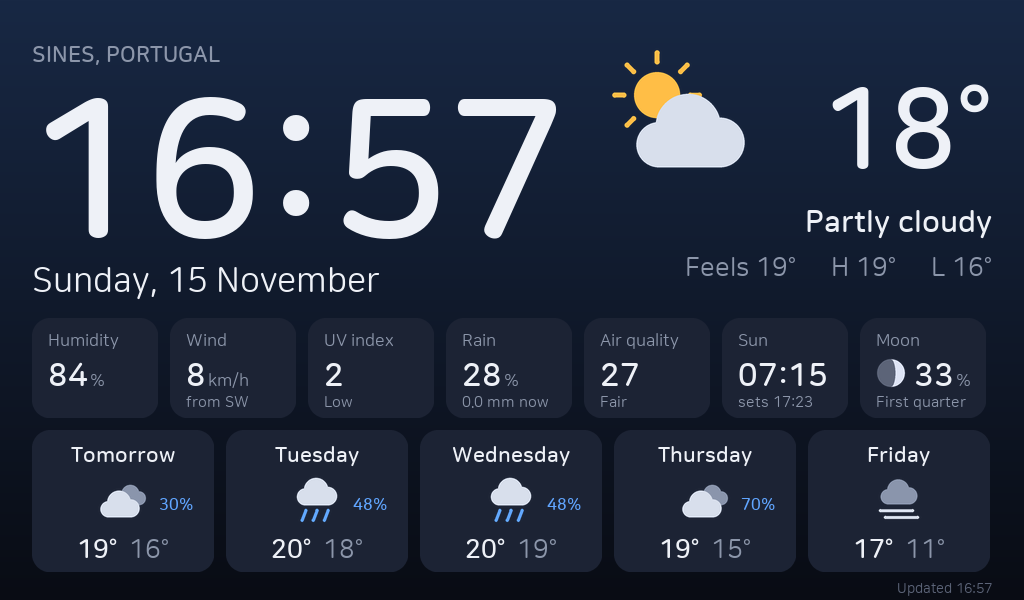 SINES, PORTUGAL
16:57
Sunday, 15 November
18°
Partly cloudy
Feels 19° H 19° L 16°
Humidity
84%
Wind
8 km/h
from SW
UV index
2
Low
Rain
28%
0.0 mm now
Air quality
27
Fair
Sun
07:15
sets 17:23
Moon
33%
First quarter
Tomorrow
30%
19° 16°
Tuesday
48%
20° 18°
Wednesday
48%
20° 19°
Thursday
70%
19° 15°
Friday
17° 11°
Updated 16:57